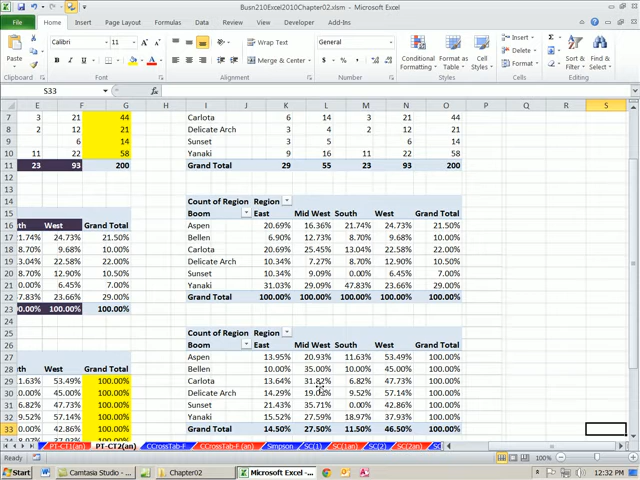 Busn210Excel2010Chapter02.xlsm - Microsoft Excel
File Home Insert Page Layout Formulas Data Review View Developer Add-Ins
Calibri 11 Wrap Text General Insert
Paste B I U Merge & Center $ % , Conditional Formatting Format as Table Cell Styles Delete Format Sort & Filter Find & Select
Clipboard Font Alignment Number Styles Cells Editing
S33 fx
E F G H I J K L M N O P Q R S
7 3 21 44 Carlota 6 14 3 21 44
8 2 12 21 Delicate Arch 3 4 2 12 21
9 6 14 Sunset 3 5 6 14
10 11 22 58 Yanaki 9 16 11 22 58
11 23 93 200 Grand Total 29 55 23 93 200
12
13
14 Count of Region Region
15 Boom East Mid West South West Grand Total
16 uth West Grand Total Aspen 20.69% 16.36% 21.74% 24.73% 21.50%
17 1.74% 24.73% 21.50% Bellen 6.90% 12.73% 8.70% 9.68% 10.00%
18 8.70% 9.68% 10.00% Carlota 20.69% 25.45% 13.04% 22.58% 22.00%
19 3.04% 22.58% 22.00% Delicate Arch 10.34% 7.27% 8.70% 12.90% 10.50%
20 8.70% 12.90% 10.50% Sunset 10.34% 9.09% 0.00% 6.45% 7.00%
21 0.00% 6.45% 7.00% Yanaki 31.03% 29.09% 47.83% 23.66% 29.00%
22 7.83% 23.66% 29.00% Grand Total 100.00% 100.00% 100.00% 100.00% 100.00%
23 0.00% 100.00% 100.00%
24
25 Count of Region Region
26 uth West Grand Total Boom East Mid West South West Grand Total
27 1.63% 53.49% 100.00% Aspen 13.95% 20.93% 11.63% 53.49% 100.00%
28 Bellen 10.00% 35.00% 10.00% 45.00% 100.00%
29 1.63% 53.49% 100.00% Carlota 13.64% 31.82% 6.82% 47.73% 100.00%
30 0.00% 45.00% 100.00% Delicate Arch 14.29% 19.05% 9.52% 57.14% 100.00%
31 6.82% 47.73% 100.00% Sunset 21.43% 35.71% 0.00% 42.86% 100.00%
32 9.52% 57.14% 100.00% Yanaki 15.52% 27.59% 18.97% 37.93% 100.00%
33 0.00% 42.86% 100.00% Grand Total 14.50% 27.50% 11.50% 46.50% 100.00%
PT-CT1(an) PT-CT2(an) CCrossTab-F CCrossTab-F (an) Simpson SC(1) SC(1an) SC(2) SC(2an)
Ready 100%
Start Camtasia Studio - ... Chapter02 Microsoft Excel - ... 12:32 PM